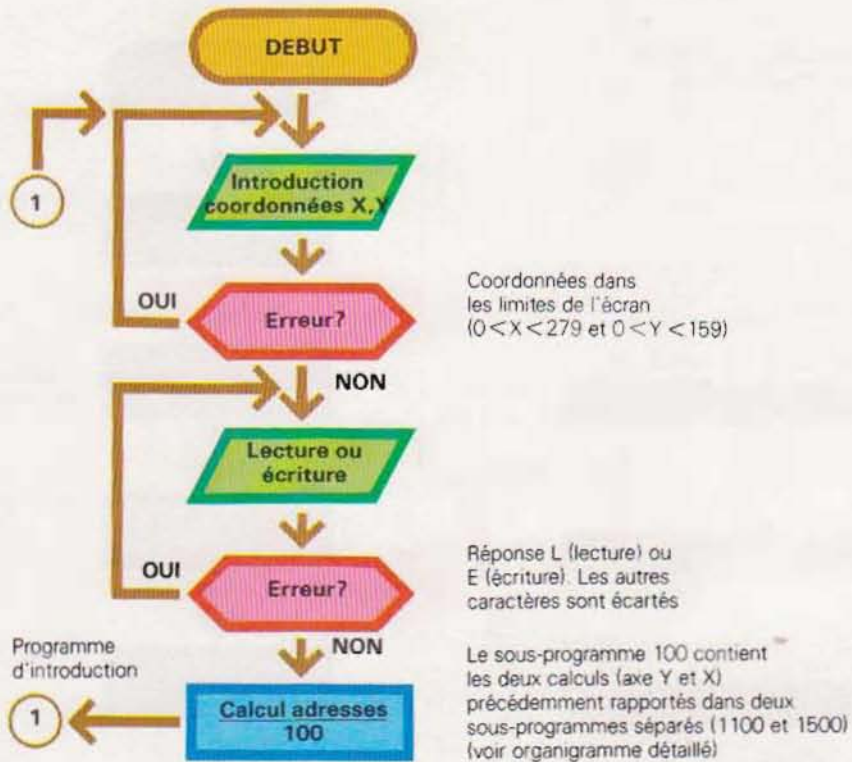 DEBUT
1
Introduction
coordonnées X,Y
OUI
Erreur?
Coordonnées dans
les limites de l'écran
(0<X<279 et 0<Y<159)
NON
Lecture ou
écriture
OUI
Erreur?
Réponse L (lecture) ou
E (écriture). Les autres
caractères sont écartés
NON
Programme
d'introduction
1
Calcul adresses
100
Le sous-programme 100 contient
les deux calculs (axe Y et X)
précédemment rapportés dans deux
sous-programmes séparés (1100 et 1500)
(voir organigramme détaillé)